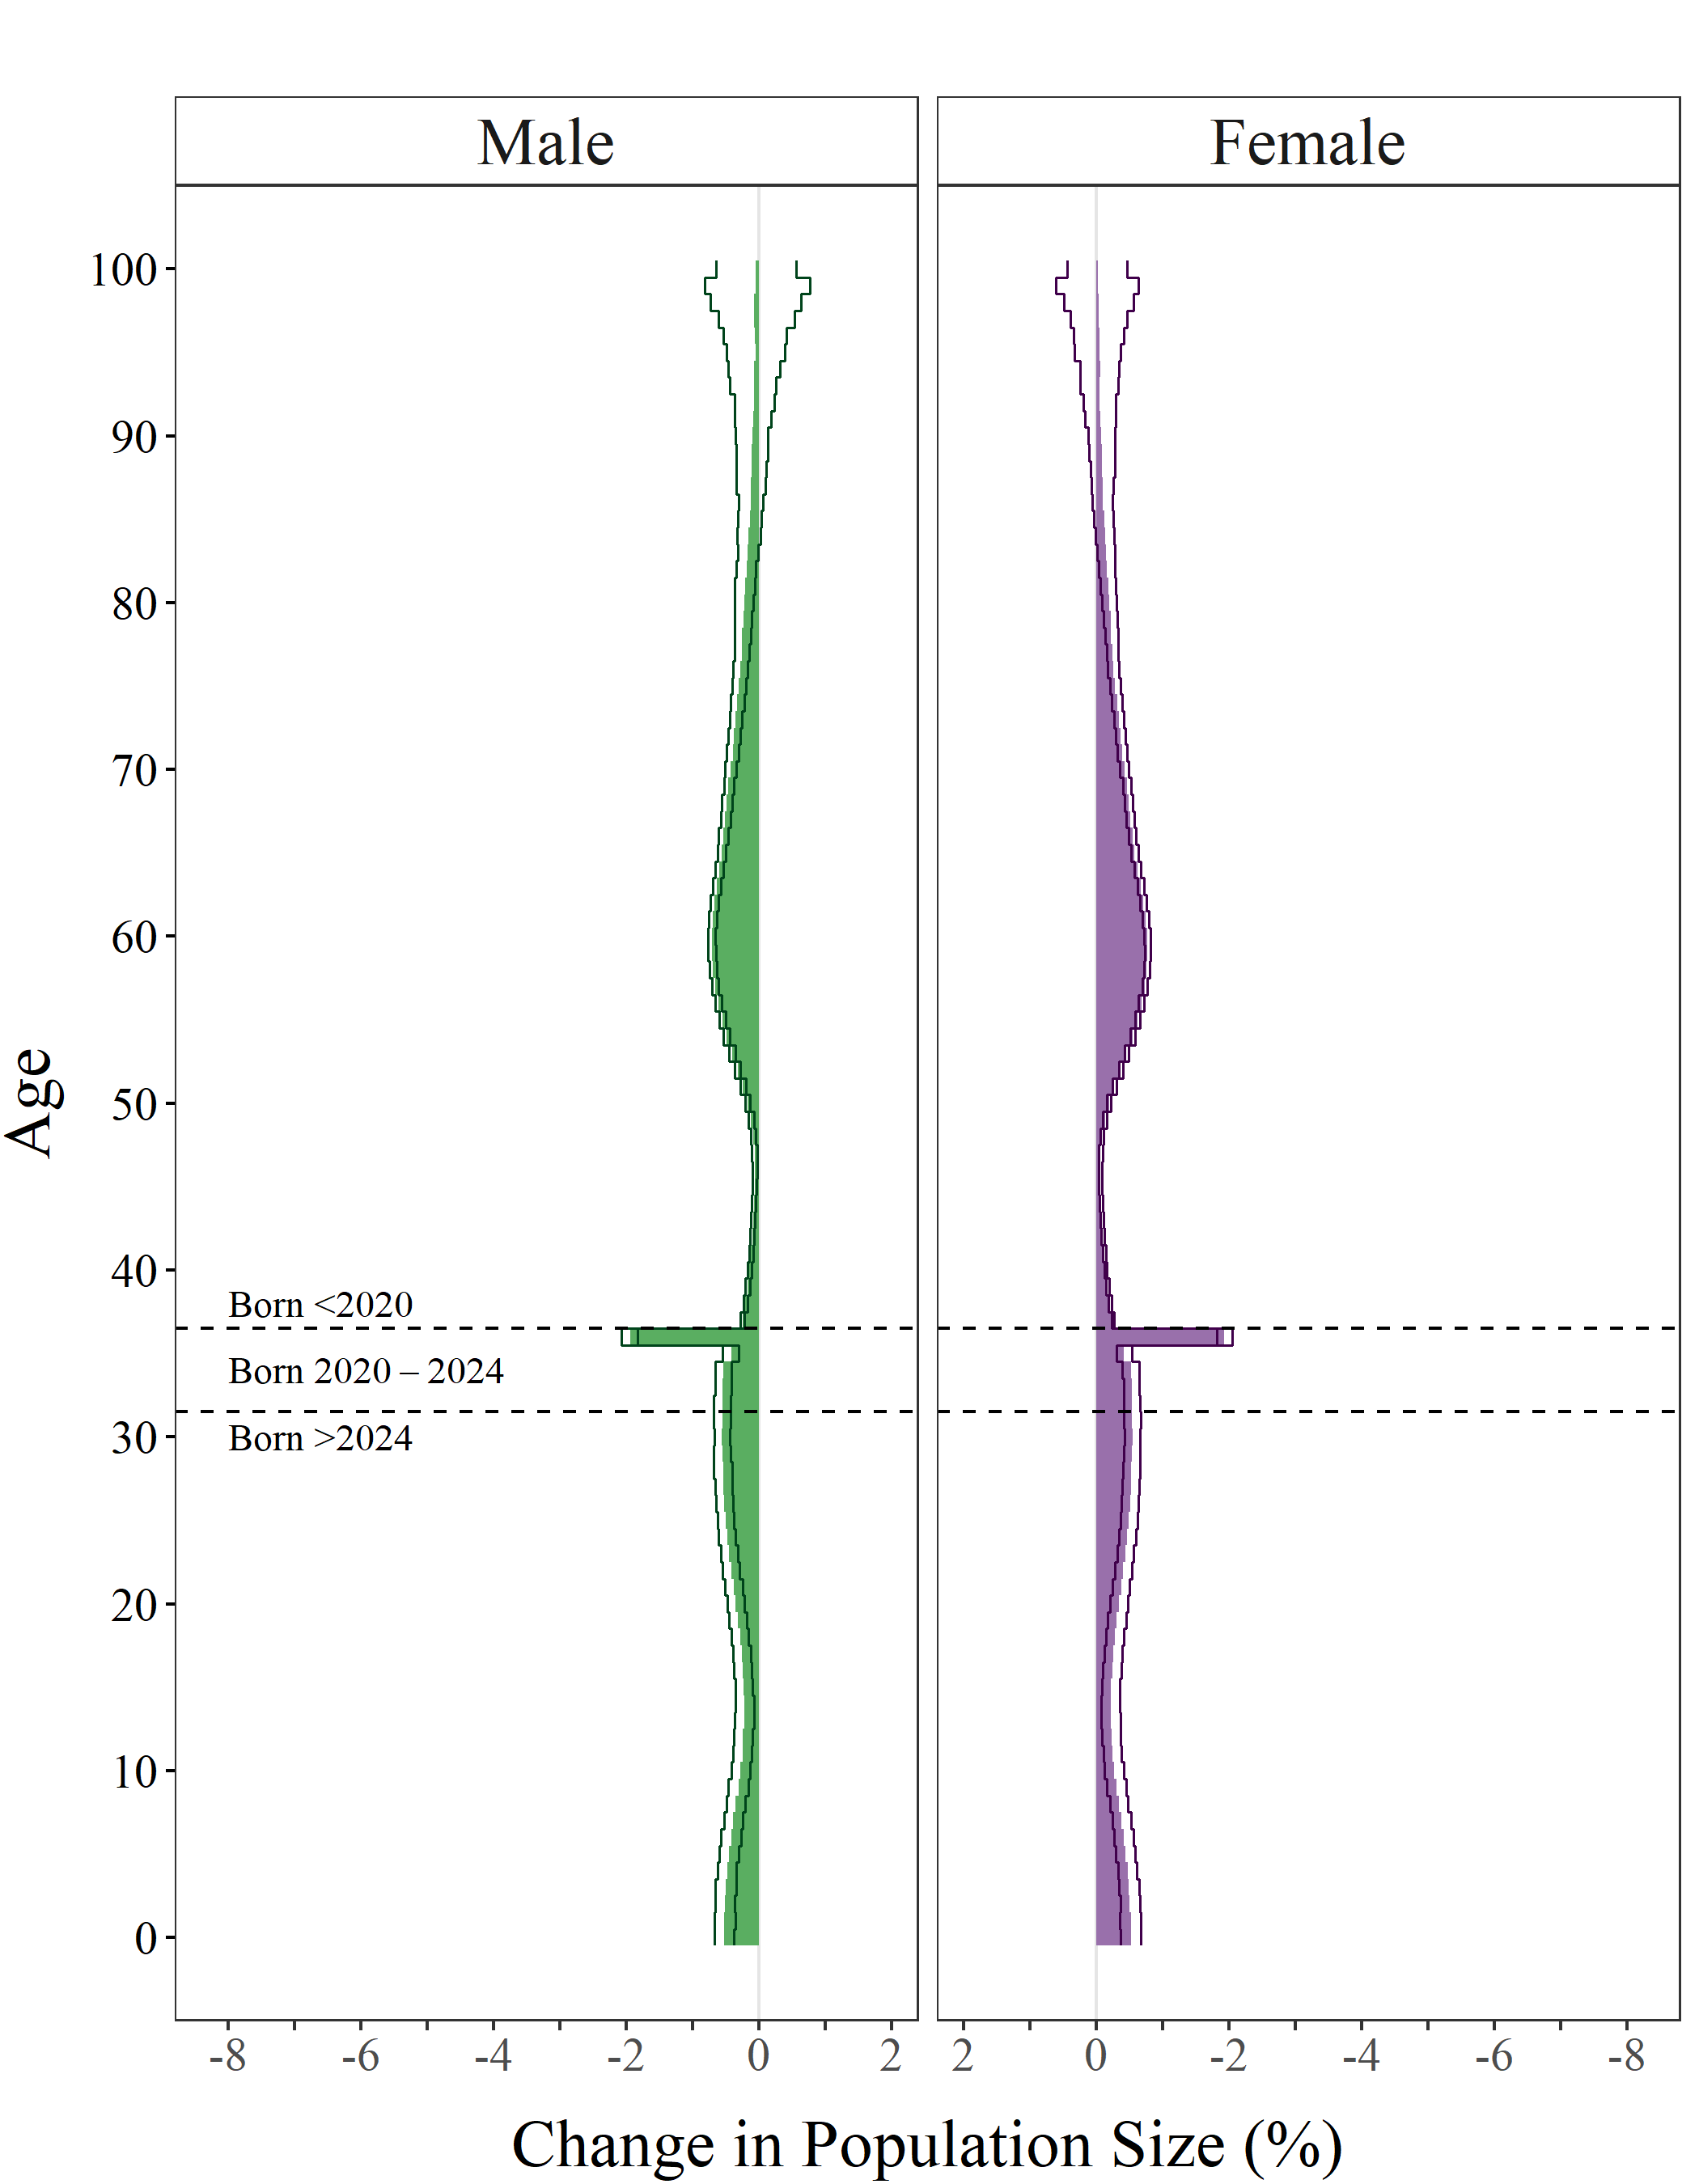 Male
Female
100
90
80
70
60
50
40
30
20
10
0
Age
Born <2020
Born 2020 – 2024
Born >2024
-8 -6 -4 -2 0 2
2 0 -2 -4 -6 -8
Change in Population Size (%)